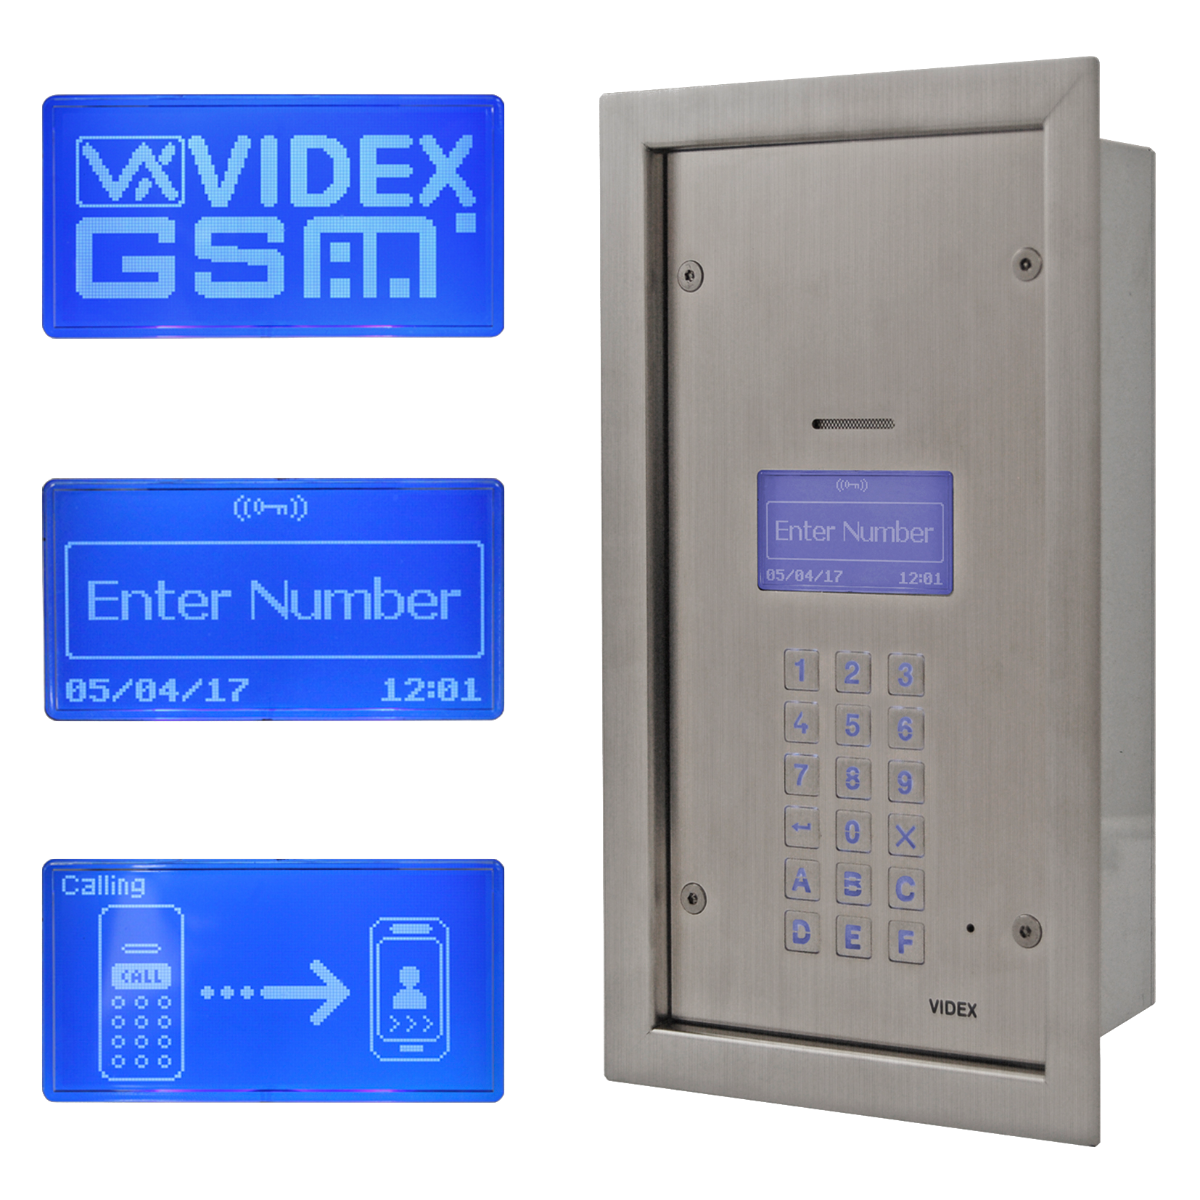 VX VIDEX
GSM
Enter Number
05/04/17 12:01
Calling
CALL
Enter Number
05/04/17 12:01
1 2 3
4 5 6
7 8 9
↵ 0 X
A B C
D E F
VIDEX